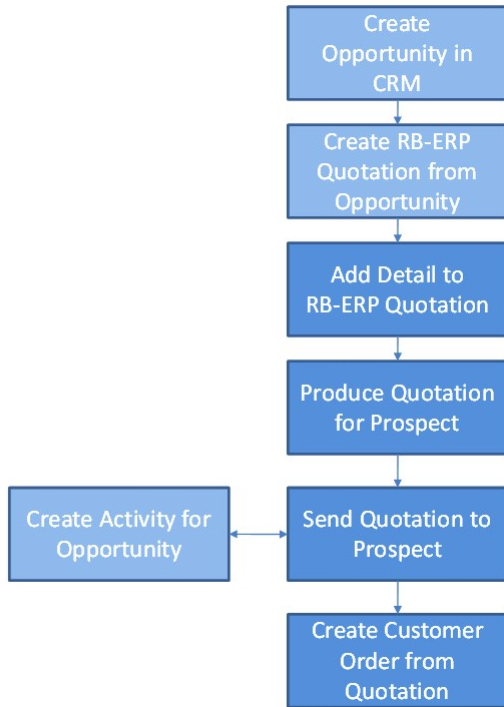 Create
Opportunity in
CRM
Create RB-ERP
Quotation from
Opportunity
Add Detail to
RB-ERP Quotation
Produce Quotation
for Prospect
Create Activity for
Opportunity
Send Quotation to
Prospect
Create Customer
Order from
Quotation